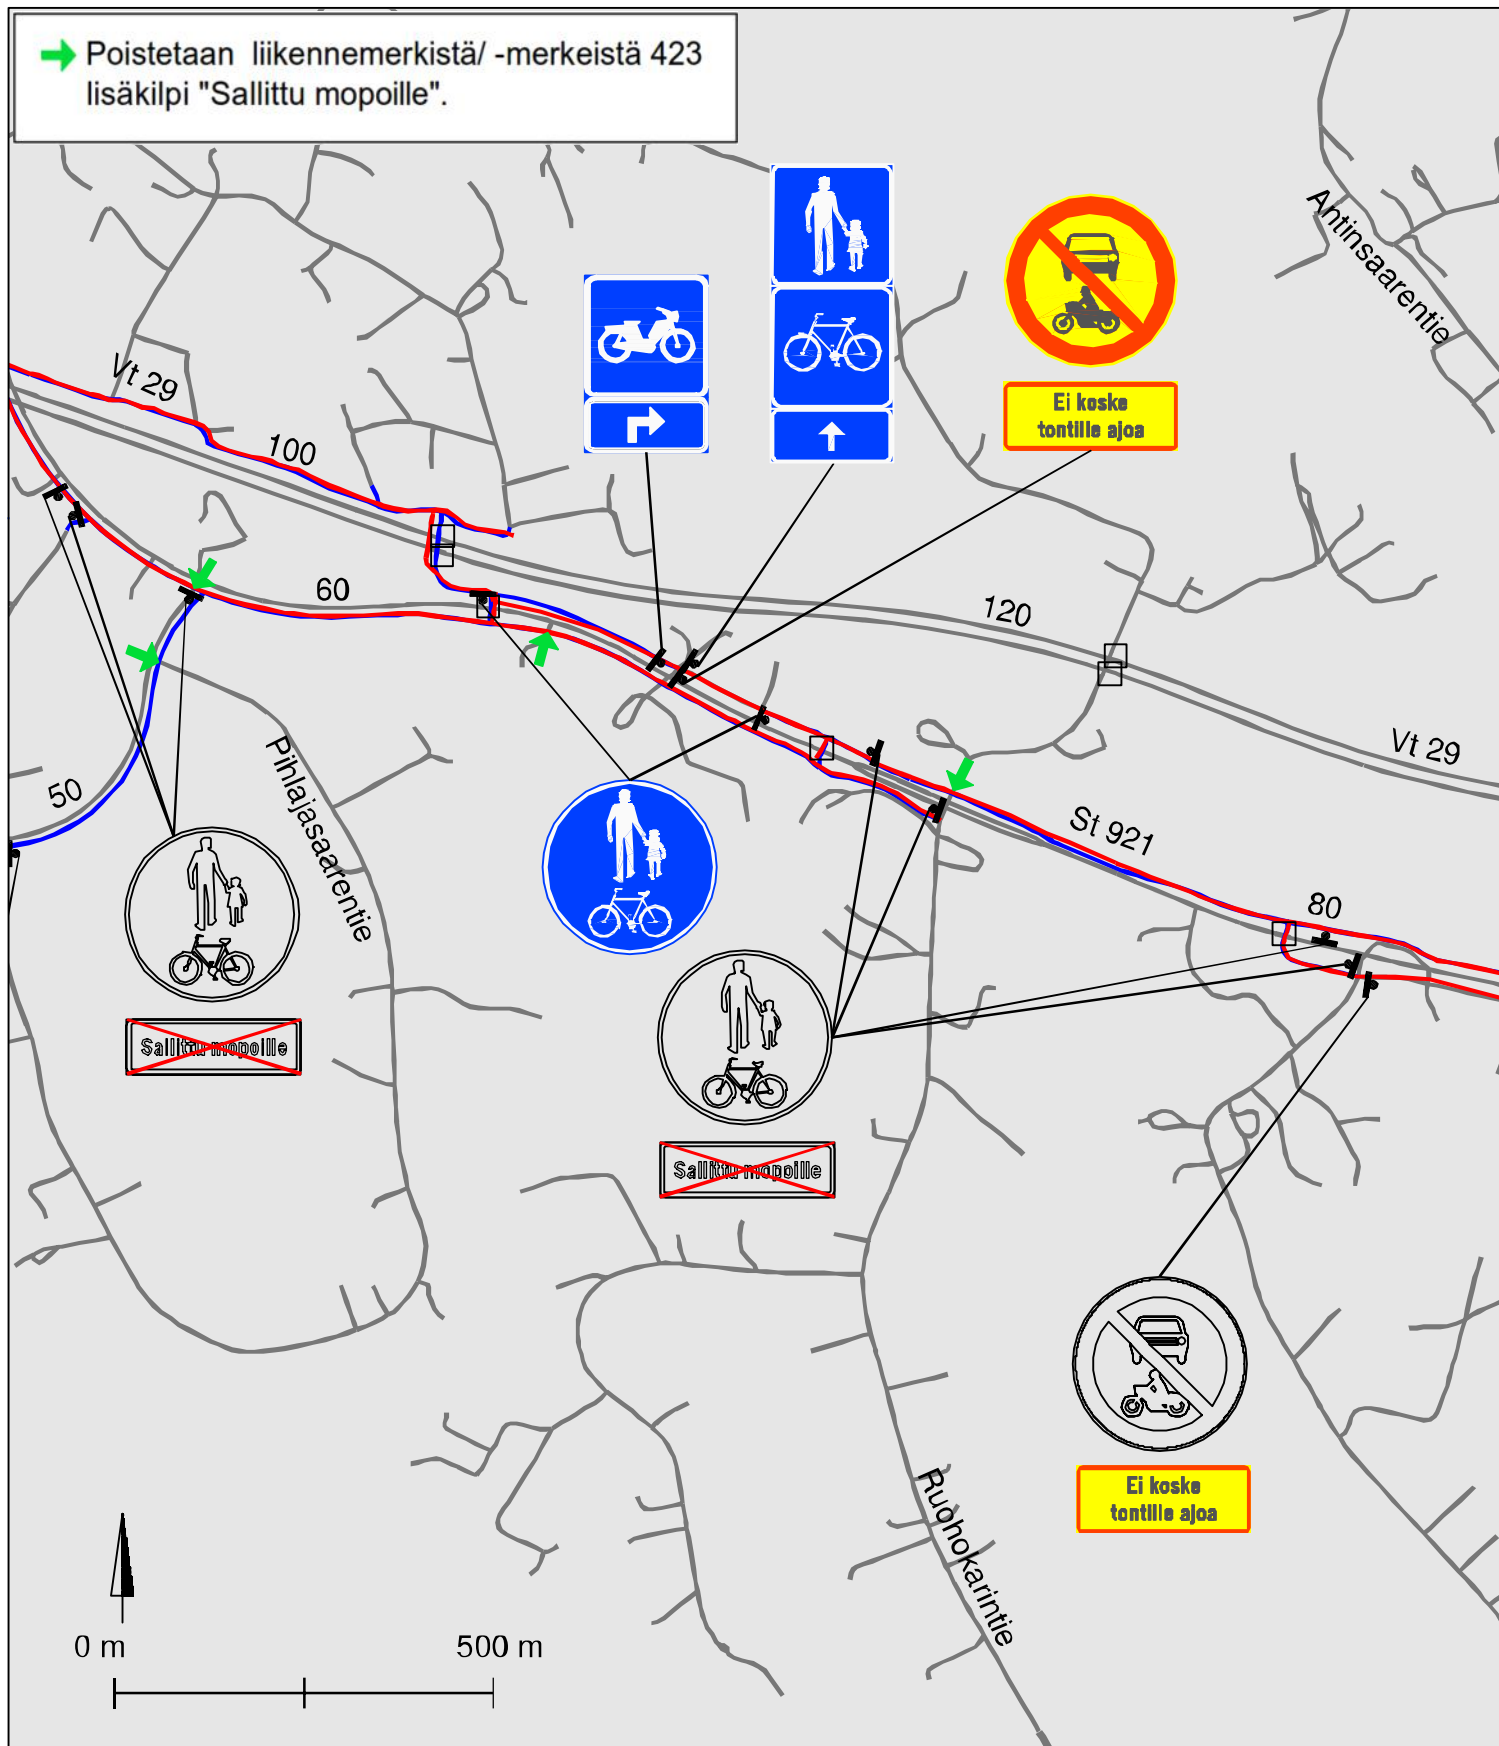 Poistetaan liikennemerkistä/ -merkeistä 423
lisäkilpi "Sallittu mopoille".
Antinsaarentie
Vt 29
100
Ei koske
tontille ajoa
60
120
Vt 29
50
Pihlajasaarentie
St 921
80
Sallittu mopoille
Sallittu mopoille
Ei koske
tontille ajoa
Ruohokarintie
0 m
500 m